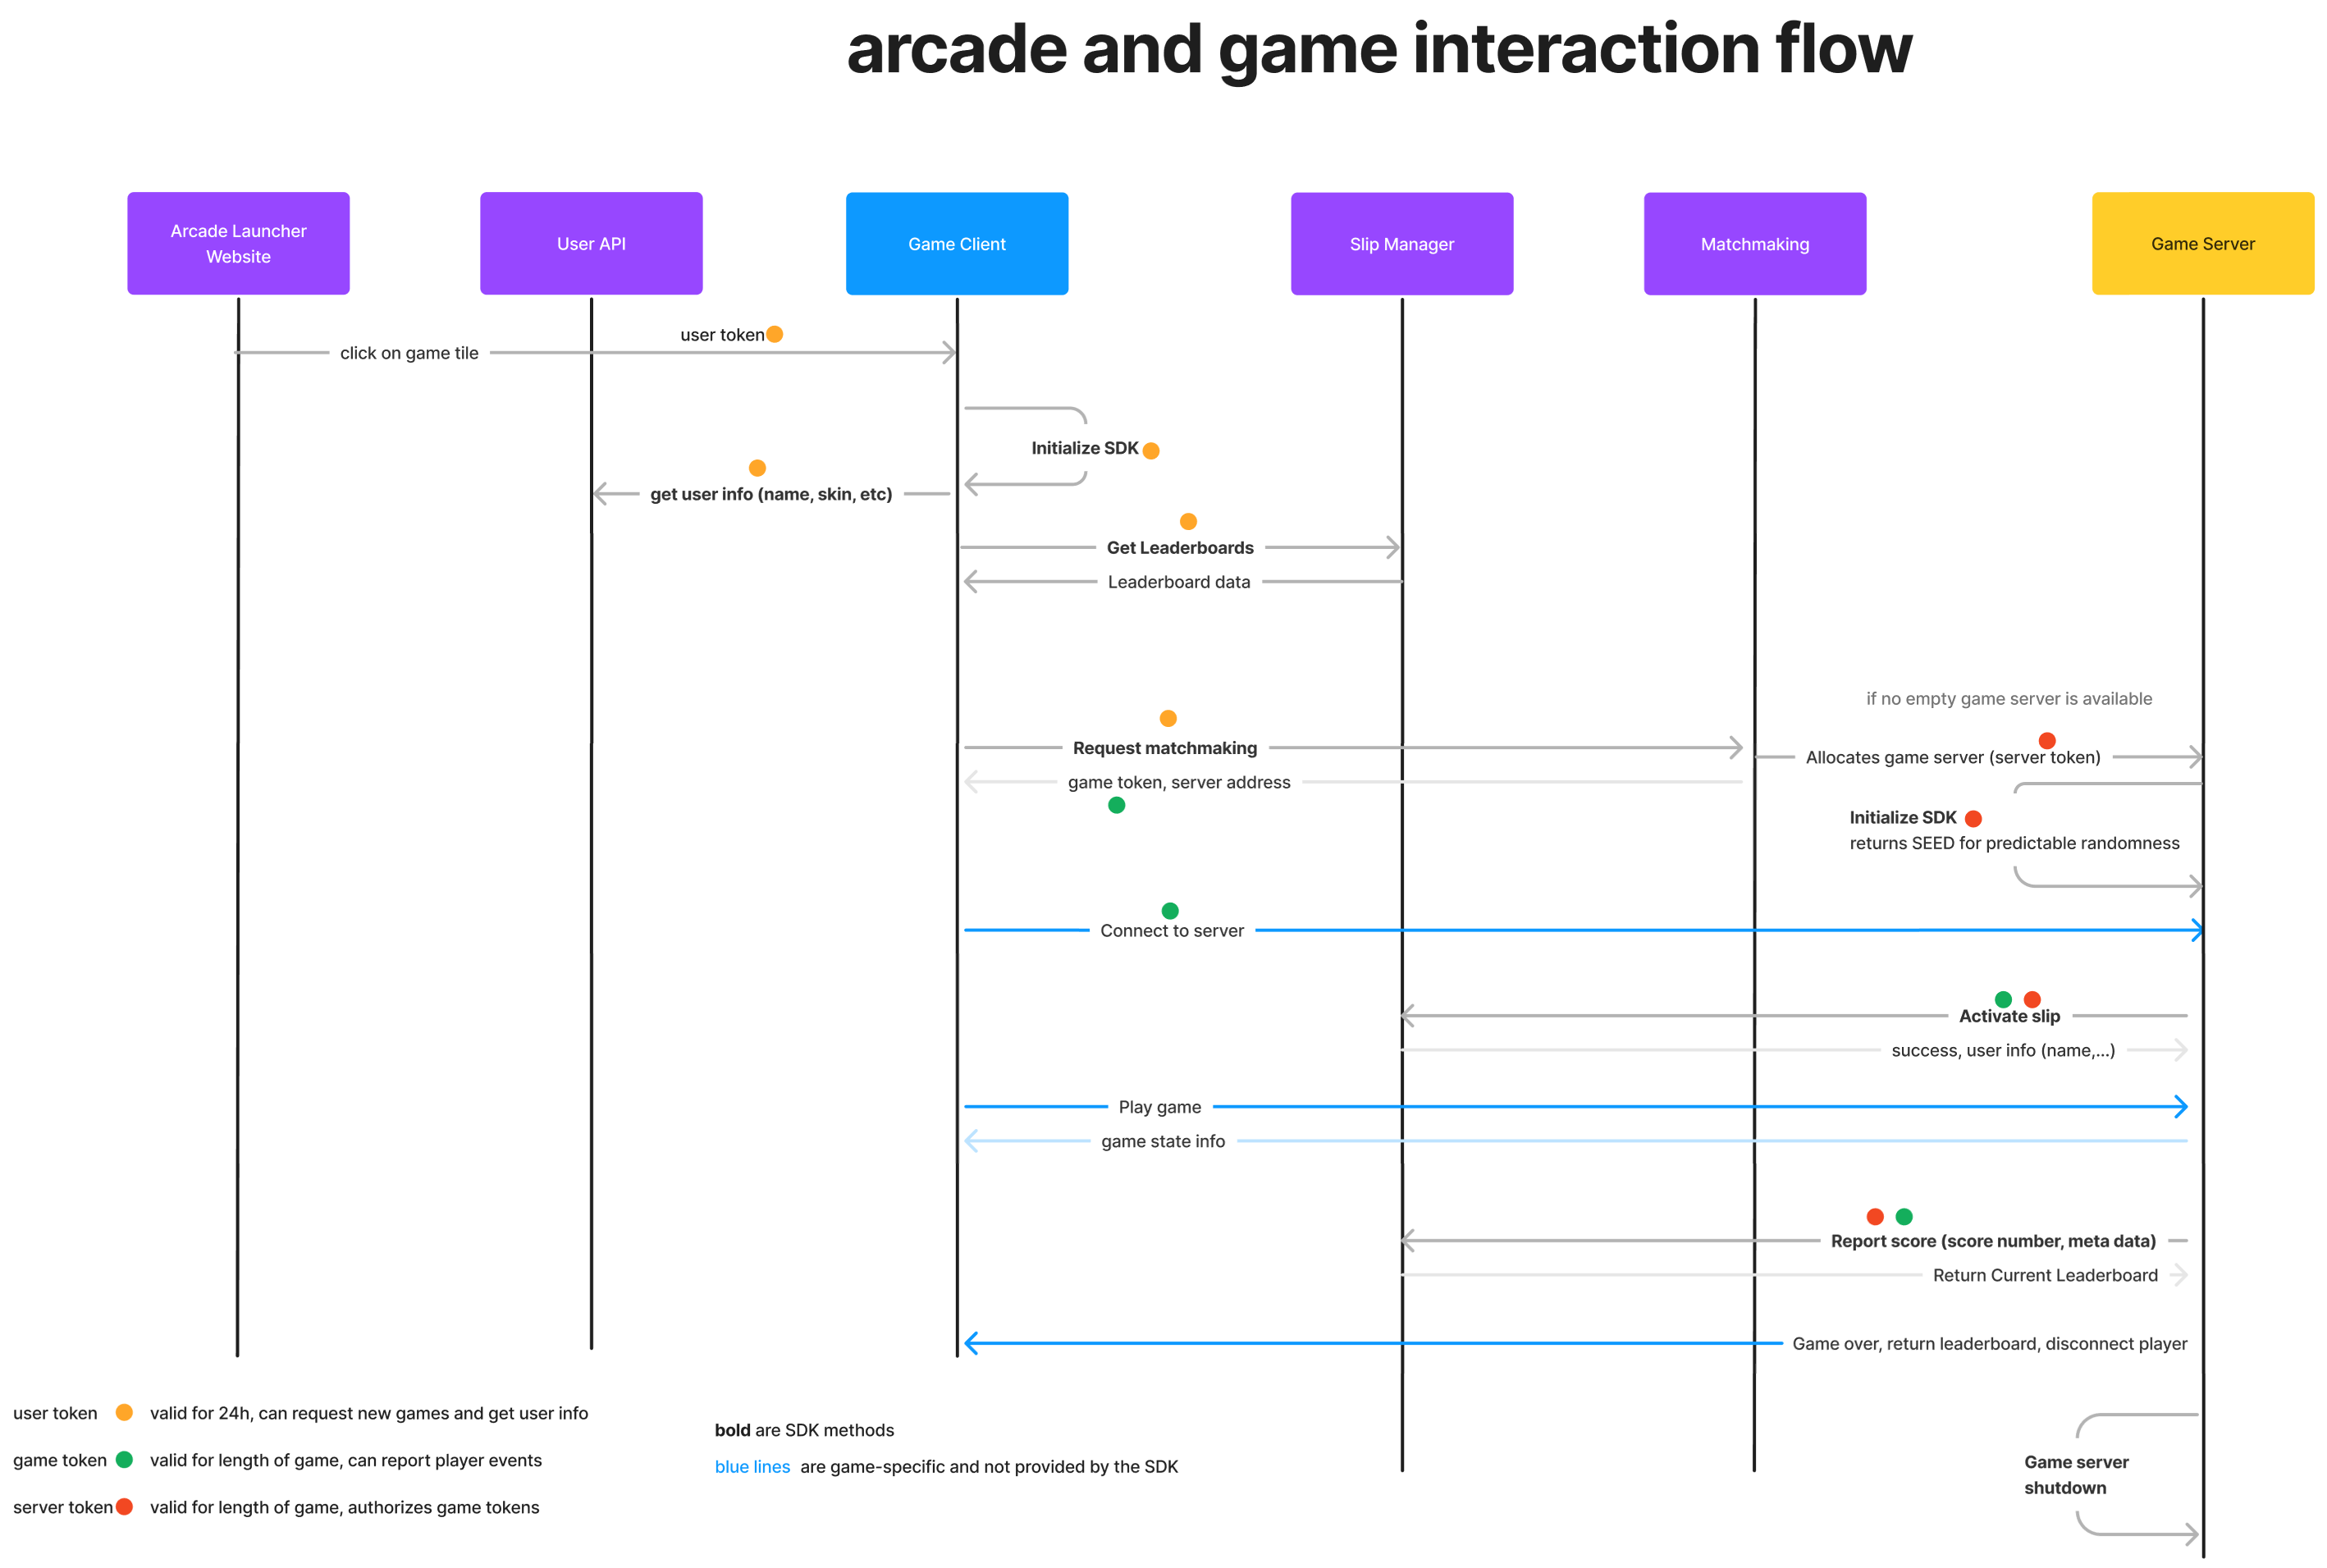 arcade and game interaction flow
Arcade Launcher
Website
User API
Game Client
Slip Manager
Matchmaking
Game Server
user token
click on game tile
Initialize SDK
get user info (name, skin, etc)
Get Leaderboards
Leaderboard data
if no empty game server is available
Request matchmaking
Allocates game server (server token)
game token, server address
Initialize SDK
returns SEED for predictable randomness
Connect to server
Activate slip
success, user info (name,...)
Play game
game state info
Report score (score number, meta data)
Return Current Leaderboard
Game over, return leaderboard, disconnect player
user token valid for 24h, can request new games and get user info
game token valid for length of game, can report player events
server token valid for length of game, authorizes game tokens
bold are SDK methods
blue lines are game-specific and not provided by the SDK
Game server
shutdown